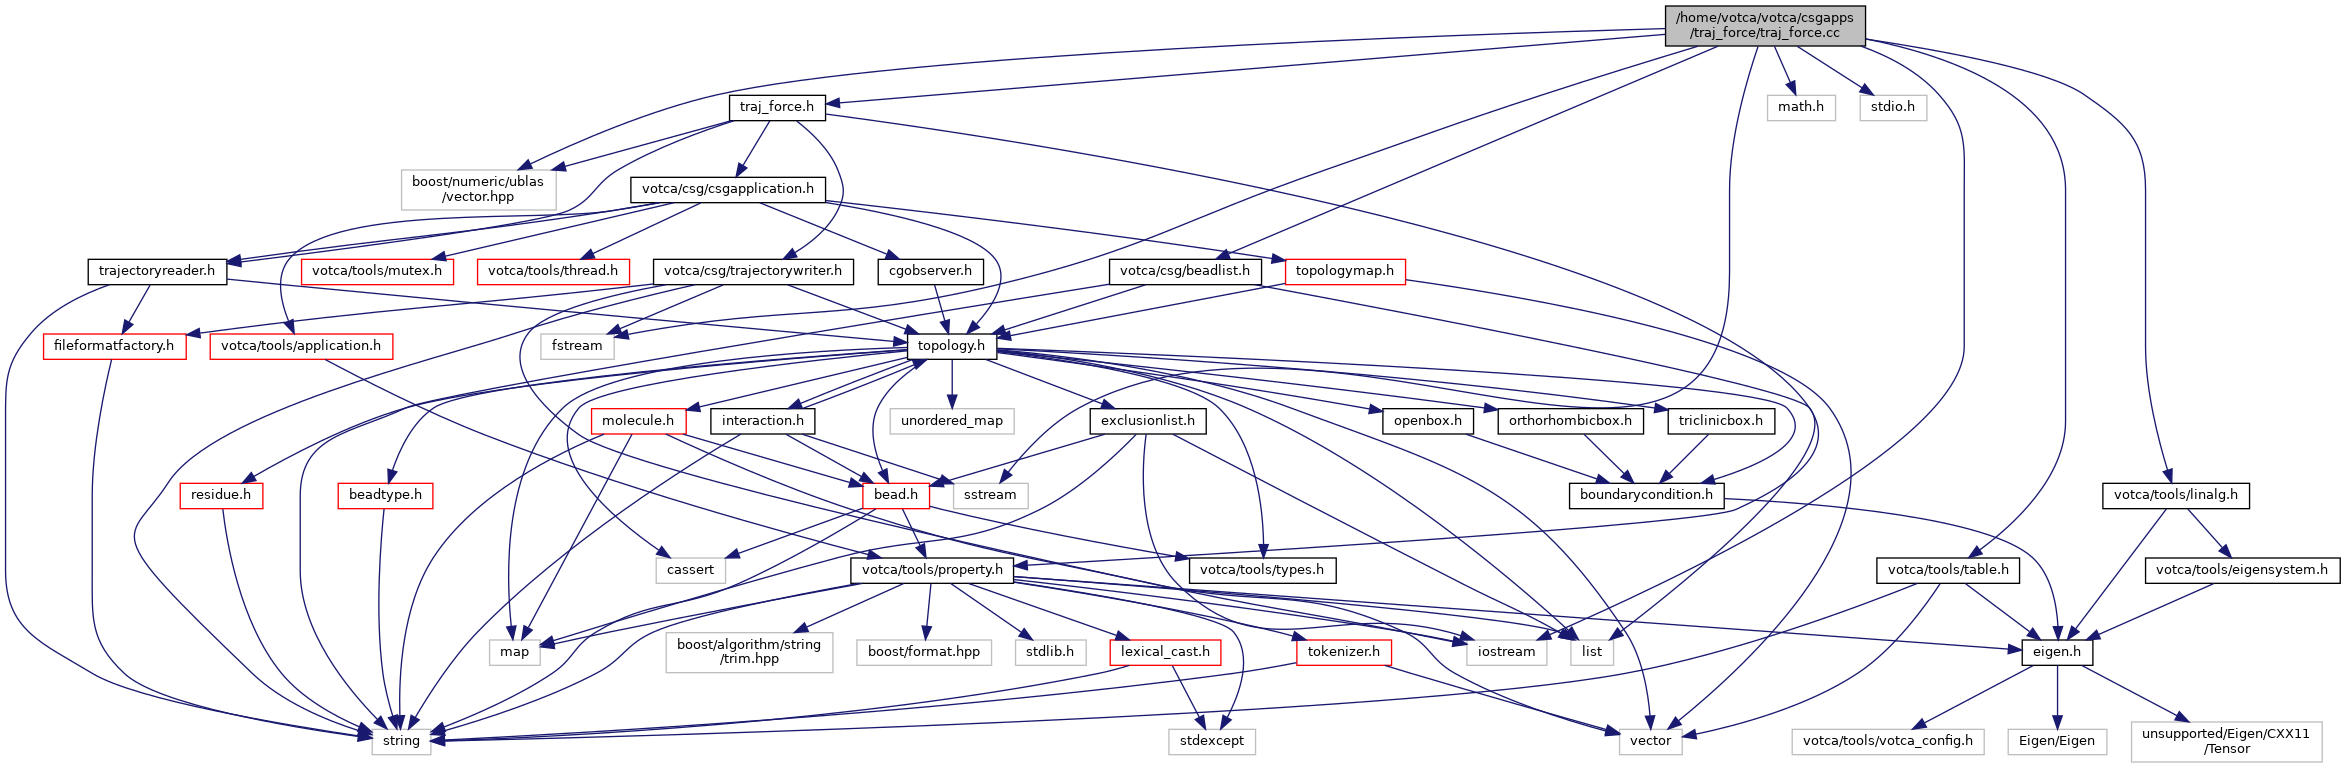 /home/votca/votca/csgapps
/traj_force/traj_force.cc
traj_force.h
math.h
stdio.h
boost/numeric/ublas
/vector.hpp
votca/csg/csgapplication.h
trajectoryreader.h
votca/tools/mutex.h
votca/tools/thread.h
votca/csg/trajectorywriter.h
cgobserver.h
votca/csg/beadlist.h
topologymap.h
fileformatfactory.h
votca/tools/application.h
fstream
topology.h
molecule.h
interaction.h
unordered_map
exclusionlist.h
openbox.h
orthorhombicbox.h
triclinicbox.h
residue.h
beadtype.h
bead.h
sstream
boundarycondition.h
votca/tools/linalg.h
cassert
votca/tools/property.h
votca/tools/types.h
votca/tools/table.h
votca/tools/eigensystem.h
map
boost/algorithm/string
/trim.hpp
boost/format.hpp
stdlib.h
lexical_cast.h
tokenizer.h
iostream
list
eigen.h
string
stdexcept
vector
votca/tools/votca_config.h
Eigen/Eigen
unsupported/Eigen/CXX11
/Tensor